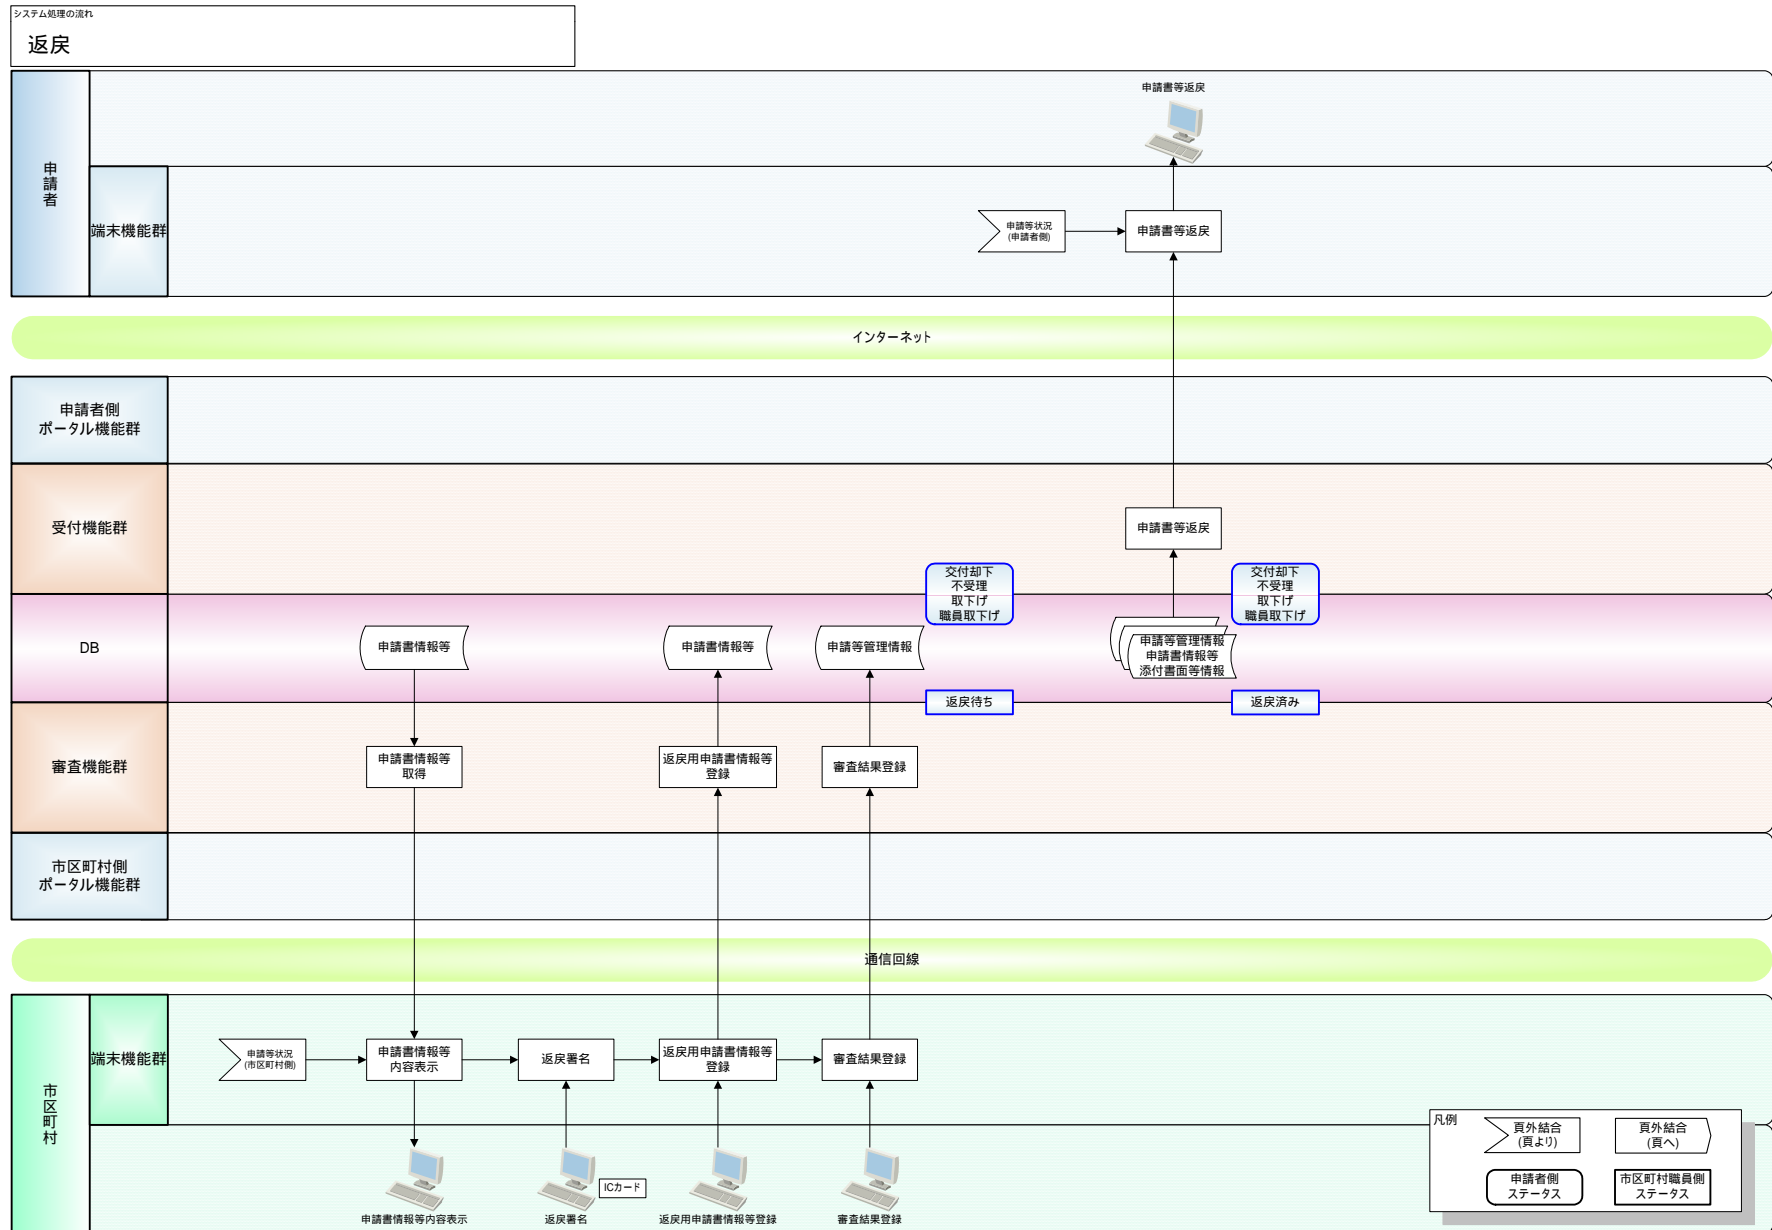 システム処理の流れ
返戻
申請者
申請書等返戻
端末機能群
申請等状況
(申請者側)
申請書等返戻
インターネット
申請者側
ポータル機能群
受付機能群
申請書等返戻
交付却下
不受理
取下げ
職員取下げ
交付却下
不受理
取下げ
職員取下げ
DB
申請書情報等
申請書情報等
申請等管理情報
申請等管理情報
申請書情報等
添付書面等情報
返戻待ち
返戻済み
審査機能群
申請書情報等
取得
返戻用申請書情報等
登録
審査結果登録
市区町村側
ポータル機能群
通信回線
市区町村
端末機能群
申請等状況
(市区町村側)
申請書情報等
内容表示
返戻署名
返戻用申請書情報等
登録
審査結果登録
ICカード
申請書情報等内容表示
返戻署名
返戻用申請書情報等登録
審査結果登録
凡例
頁外結合
(頁より)
頁外結合
(頁へ)
申請者側
ステータス
市区町村職員側
ステータス